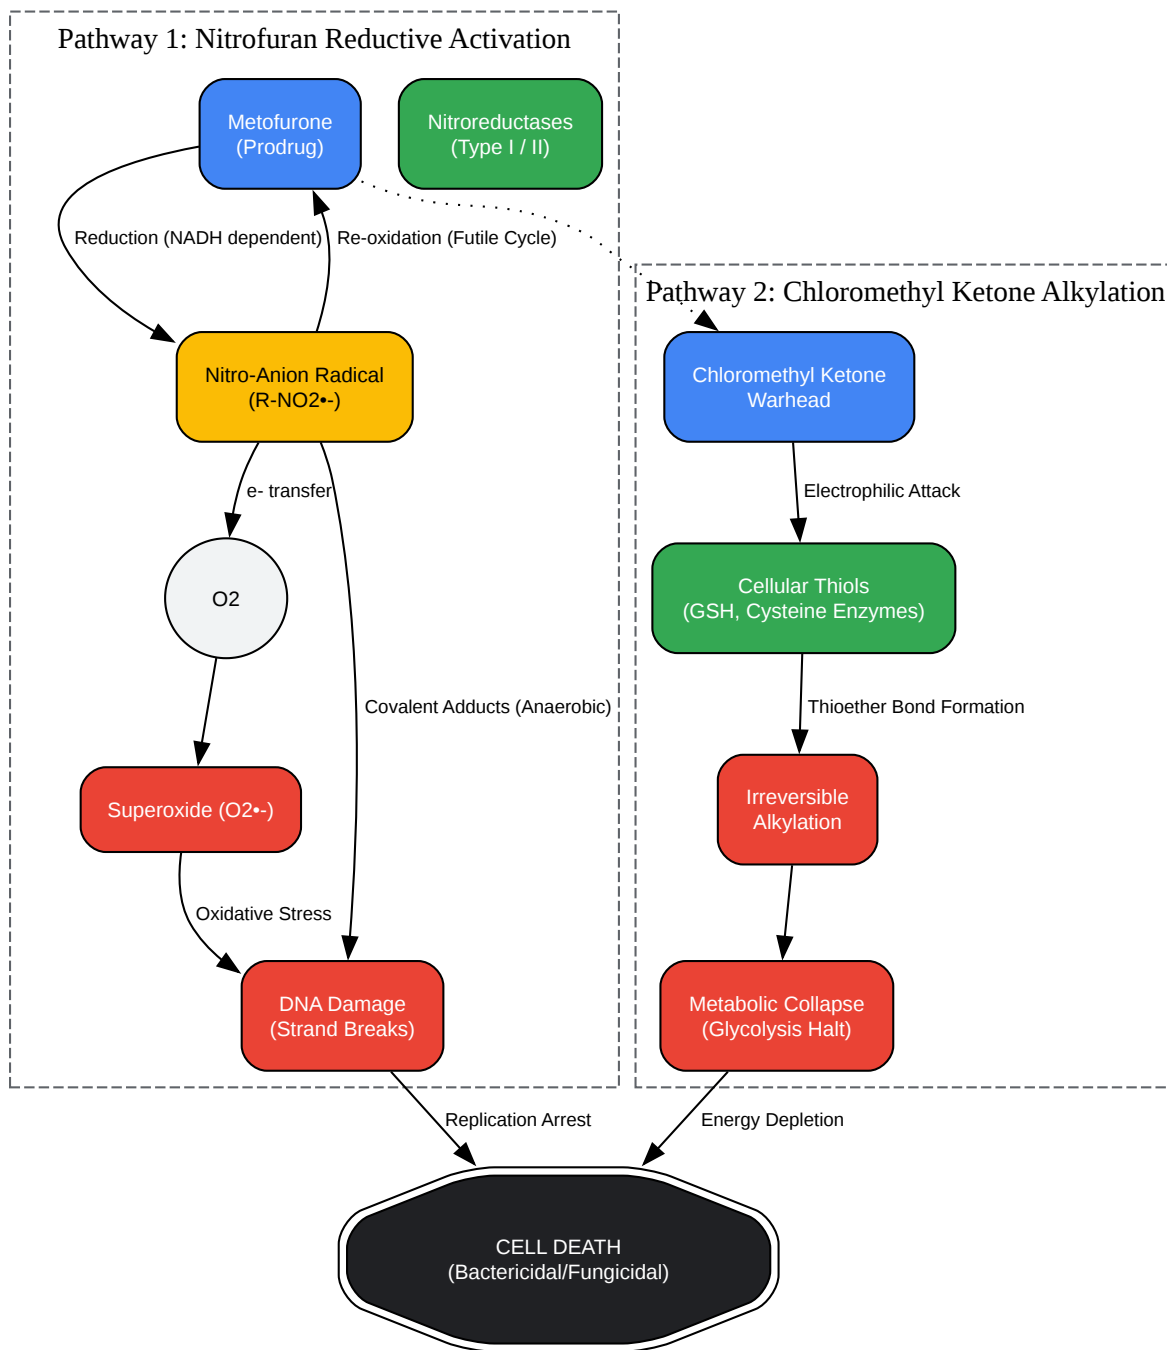 Pathway 1: Nitrofuran Reductive Activation
Metofurone
(Prodrug)
Nitroreductases
(Type I / II)
Reduction (NADH dependent)
Re-oxidation (Futile Cycle)
Nitro-Anion Radical
(R-NO2•-)
e- transfer
O2
Covalent Adducts (Anaerobic)
Superoxide (O2•-)
Oxidative Stress
DNA Damage
(Strand Breaks)
Pathway 2: Chloromethyl Ketone Alkylation
Chloromethyl Ketone
Warhead
Electrophilic Attack
Cellular Thiols
(GSH, Cysteine Enzymes)
Thioether Bond Formation
Irreversible
Alkylation
Metabolic Collapse
(Glycolysis Halt)
Replication Arrest
Energy Depletion
CELL DEATH
(Bactericidal/Fungicidal)